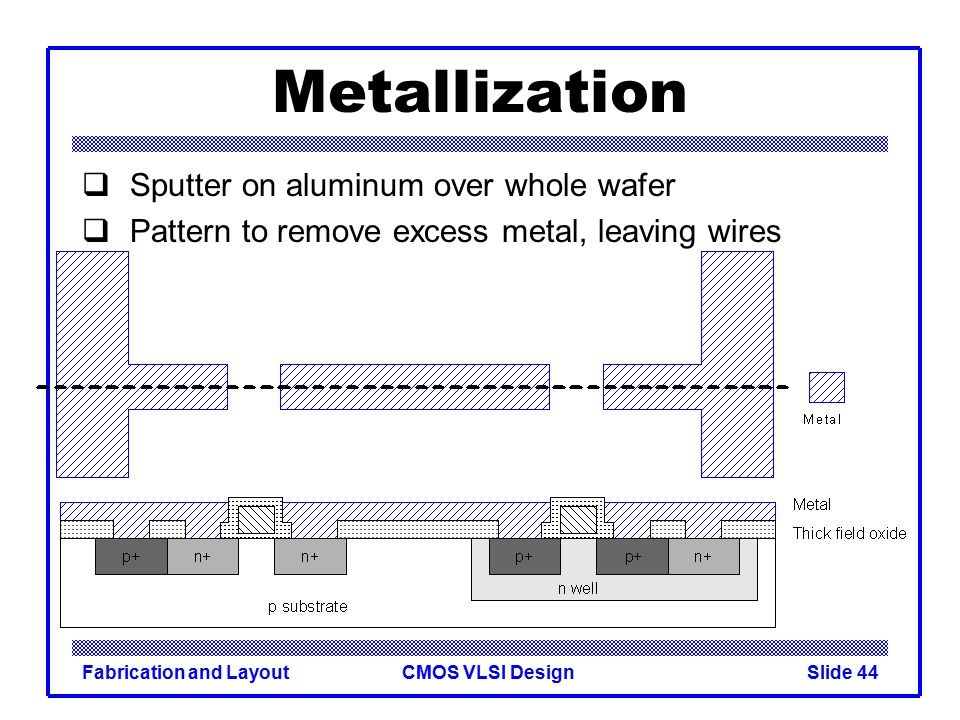 Metallization
Sputter on aluminum over whole wafer
Pattern to remove excess metal, leaving wires
Metal
Metal
Thick field oxide
p+ n+ n+ p+ p+ n+
n well
p substrate
Fabrication and Layout CMOS VLSI Design Slide 44